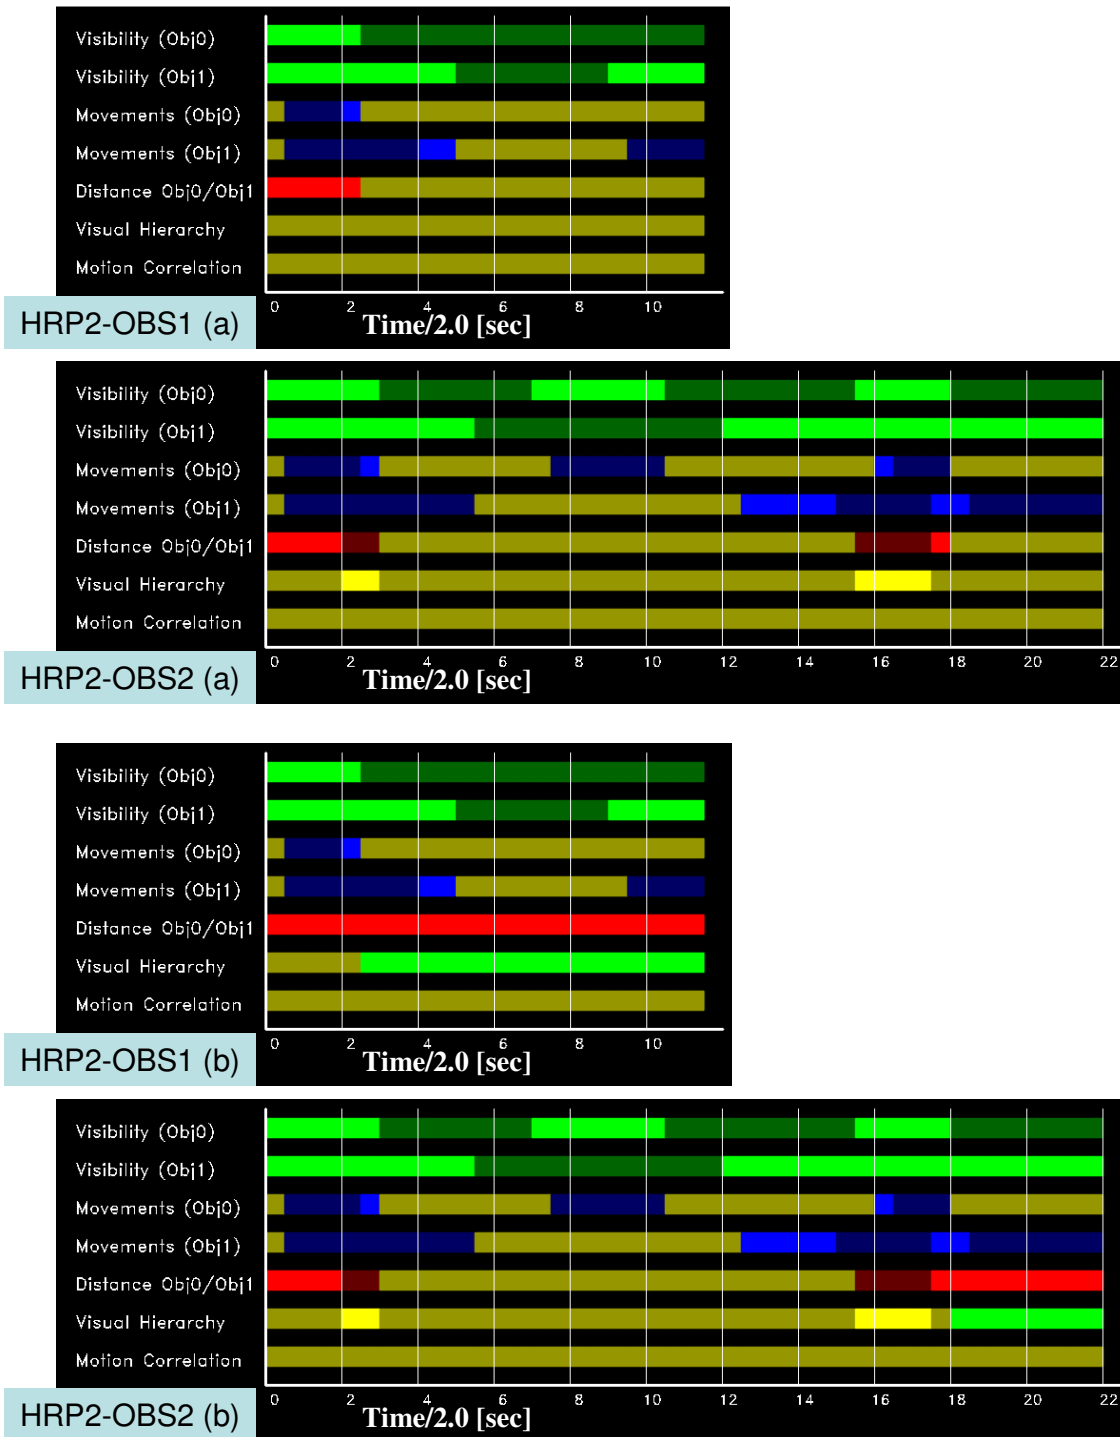 Visibility (Obj0)
Visibility (Obj1)
Movements (Obj0)
Movements (Obj1)
Distance Obj0/Obj1
Visual Hierarchy
Motion Correlation
0 2 4 6 8 10
HRP2-OBS1 (a)
Time/2.0 [sec]
Visibility (Obj0)
Visibility (Obj1)
Movements (Obj0)
Movements (Obj1)
Distance Obj0/Obj1
Visual Hierarchy
Motion Correlation
0 2 4 6 8 10 12 14 16 18 20 22
HRP2-OBS2 (a)
Time/2.0 [sec]
Visibility (Obj0)
Visibility (Obj1)
Movements (Obj0)
Movements (Obj1)
Distance Obj0/Obj1
Visual Hierarchy
Motion Correlation
0 2 4 6 8 10
HRP2-OBS1 (b)
Time/2.0 [sec]
Visibility (Obj0)
Visibility (Obj1)
Movements (Obj0)
Movements (Obj1)
Distance Obj0/Obj1
Visual Hierarchy
Motion Correlation
0 2 4 6 8 10 12 14 16 18 20 22
HRP2-OBS2 (b)
Time/2.0 [sec]